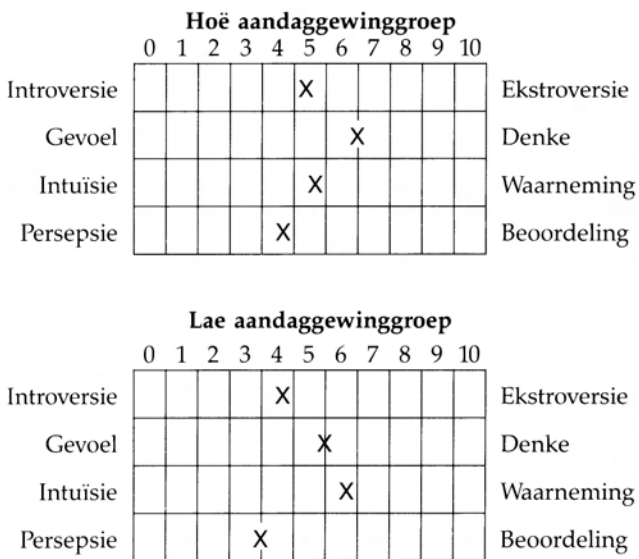 Hoë aandaggewinggroep
0 1 2 3 4 5 6 7 8 9 10
Introversie X Ekstroversie
Gevoel X Denke
Intuïsie X Waarneming
Persepsie X Beoordeling
Lae aandaggewinggroep
0 1 2 3 4 5 6 7 8 9 10
Introversie X Ekstroversie
Gevoel X Denke
Intuïsie X Waarneming
Persepsie X Beoordeling